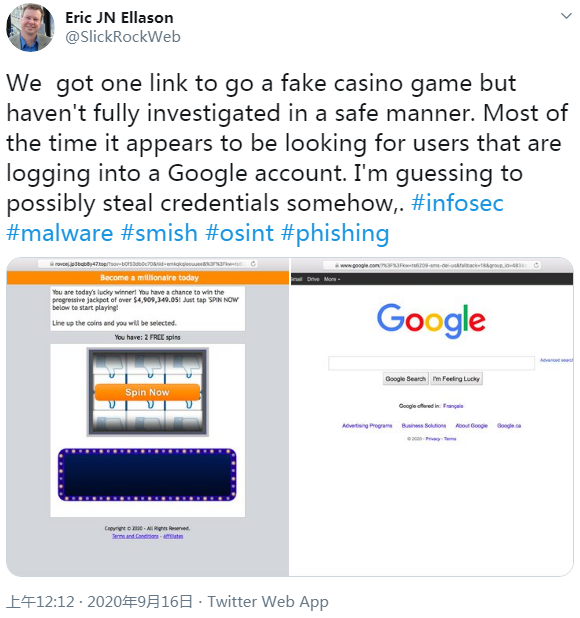 Eric JN Ellason
@SlickRockWeb
We  got one link to go a fake casino game but
haven't fully investigated in a safe manner. Most of
the time it appears to be looking for users that are
logging into a Google account. I'm guessing to
possibly steal credentials somehow,. #infosec
#malware #smish #osint #phishing
Become a millionaire today
You are today's lucky winner! You have a chance to win the
progressive jackpot of over $4,909,349.05! Just tap 'SPIN NOW'
below to start playing!
Line up the coins and you will be selected.
You have: 2 FREE spins
Spin Now
Copyright © 2020 - All Rights Reserved.
Terms and Conditions - Affiliates
Drive More
Google
Advanced search
Google Search I'm Feeling Lucky
Google offered in: Français
Advertising Programs Business Solutions About Google Google.ca
© 2020 - Privacy - Terms
上午12:12 · 2020年9月16日 · Twitter Web App